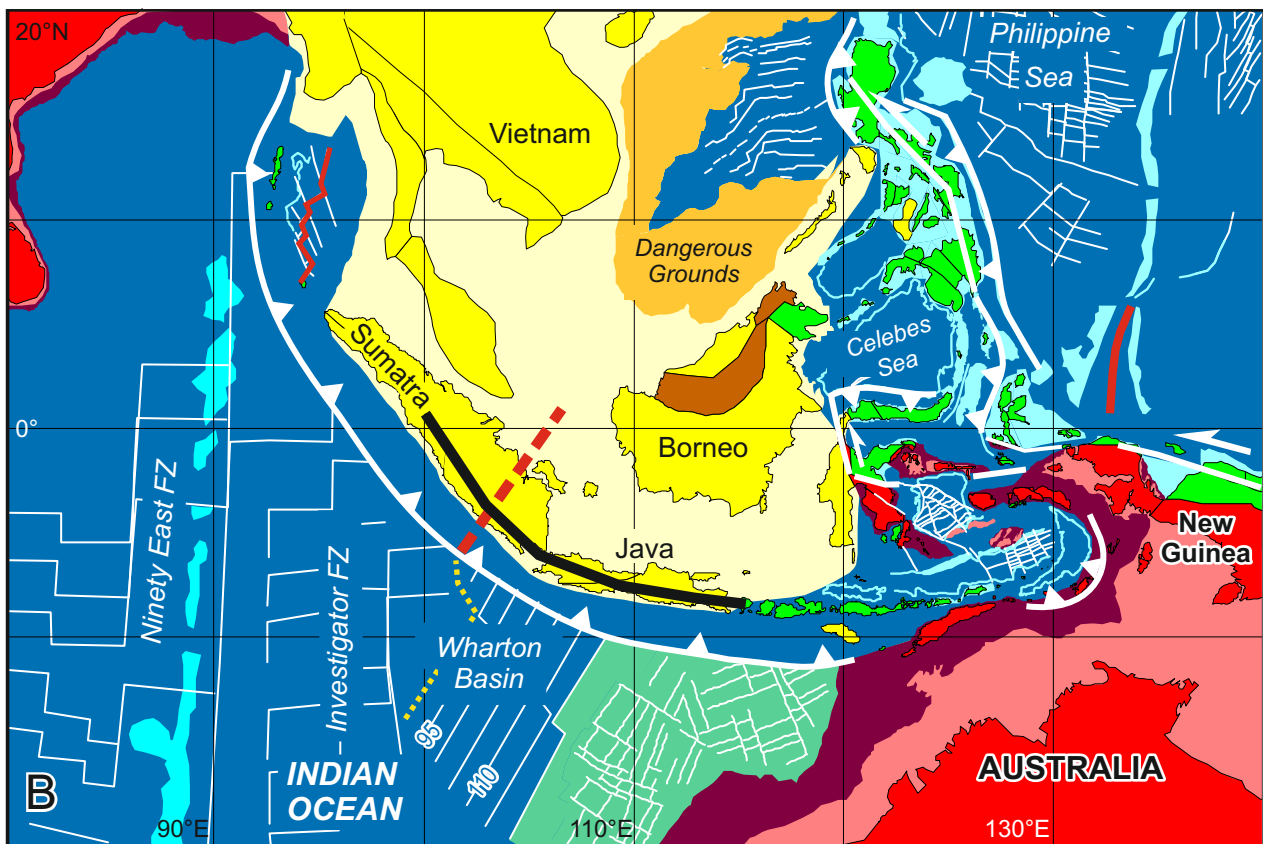 20°N
Philippine
Sea
Vietnam
Dangerous
Grounds
Sumatra
Celebes
Sea
0°
Borneo
Ninety East FZ
Investigator FZ
Java
New
Guinea
Wharton
Basin
95
110
INDIAN
OCEAN
AUSTRALIA
B
90°E
110°E
130°E